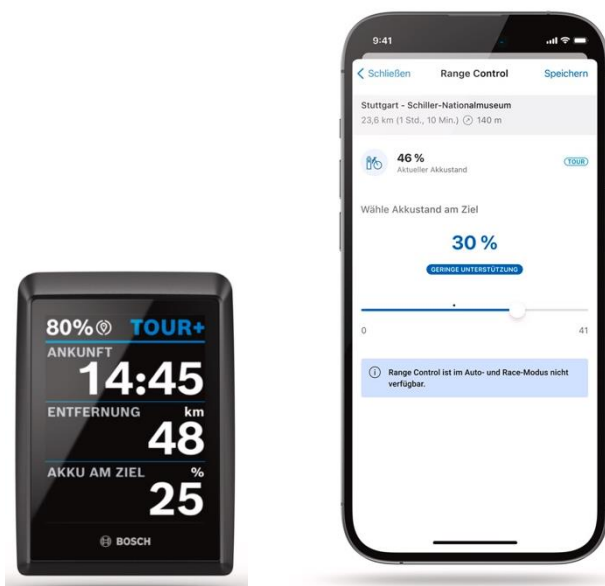 80% TOUR+
ANKUNFT
14:45
ENTFERNUNG km
48
AKKU AM ZIEL %
25
BOSCH
9:41
Schließen Range Control Speichern
Stuttgart - Schiller-Nationalmuseum
23,6 km (1 Std., 10 Min.) 140 m
46 % TOUR
Aktueller Akkustand
Wähle Akkustand am Ziel
30 %
GERINGE UNTERSTÜTZUNG
0 41
Range Control ist im Auto- und Race-Modus nicht
verfügbar.